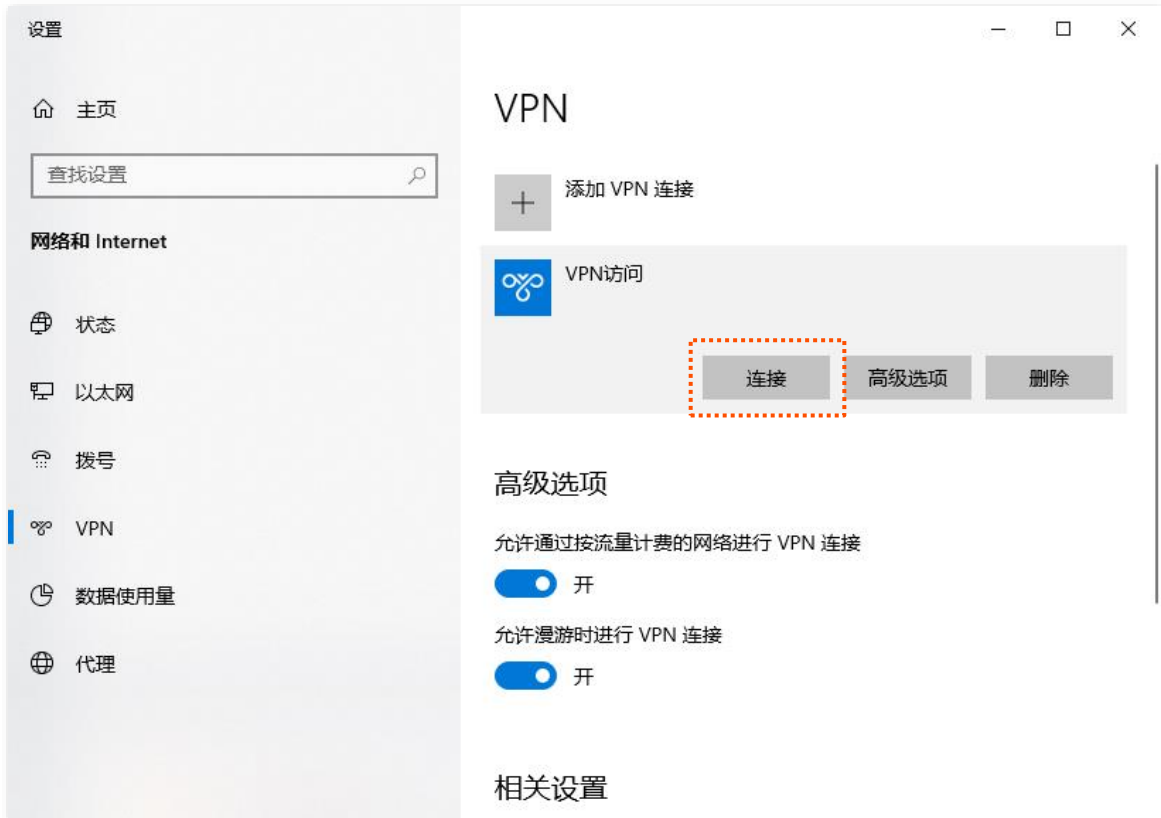 设置
主页
查找设置
网络和 Internet
状态
以太网
拨号
VPN
数据使用量
代理
VPN
添加 VPN 连接
VPN访问
连接
高级选项
删除
高级选项
允许通过按流量计费的网络进行 VPN 连接
开
允许漫游时进行 VPN 连接
开
相关设置